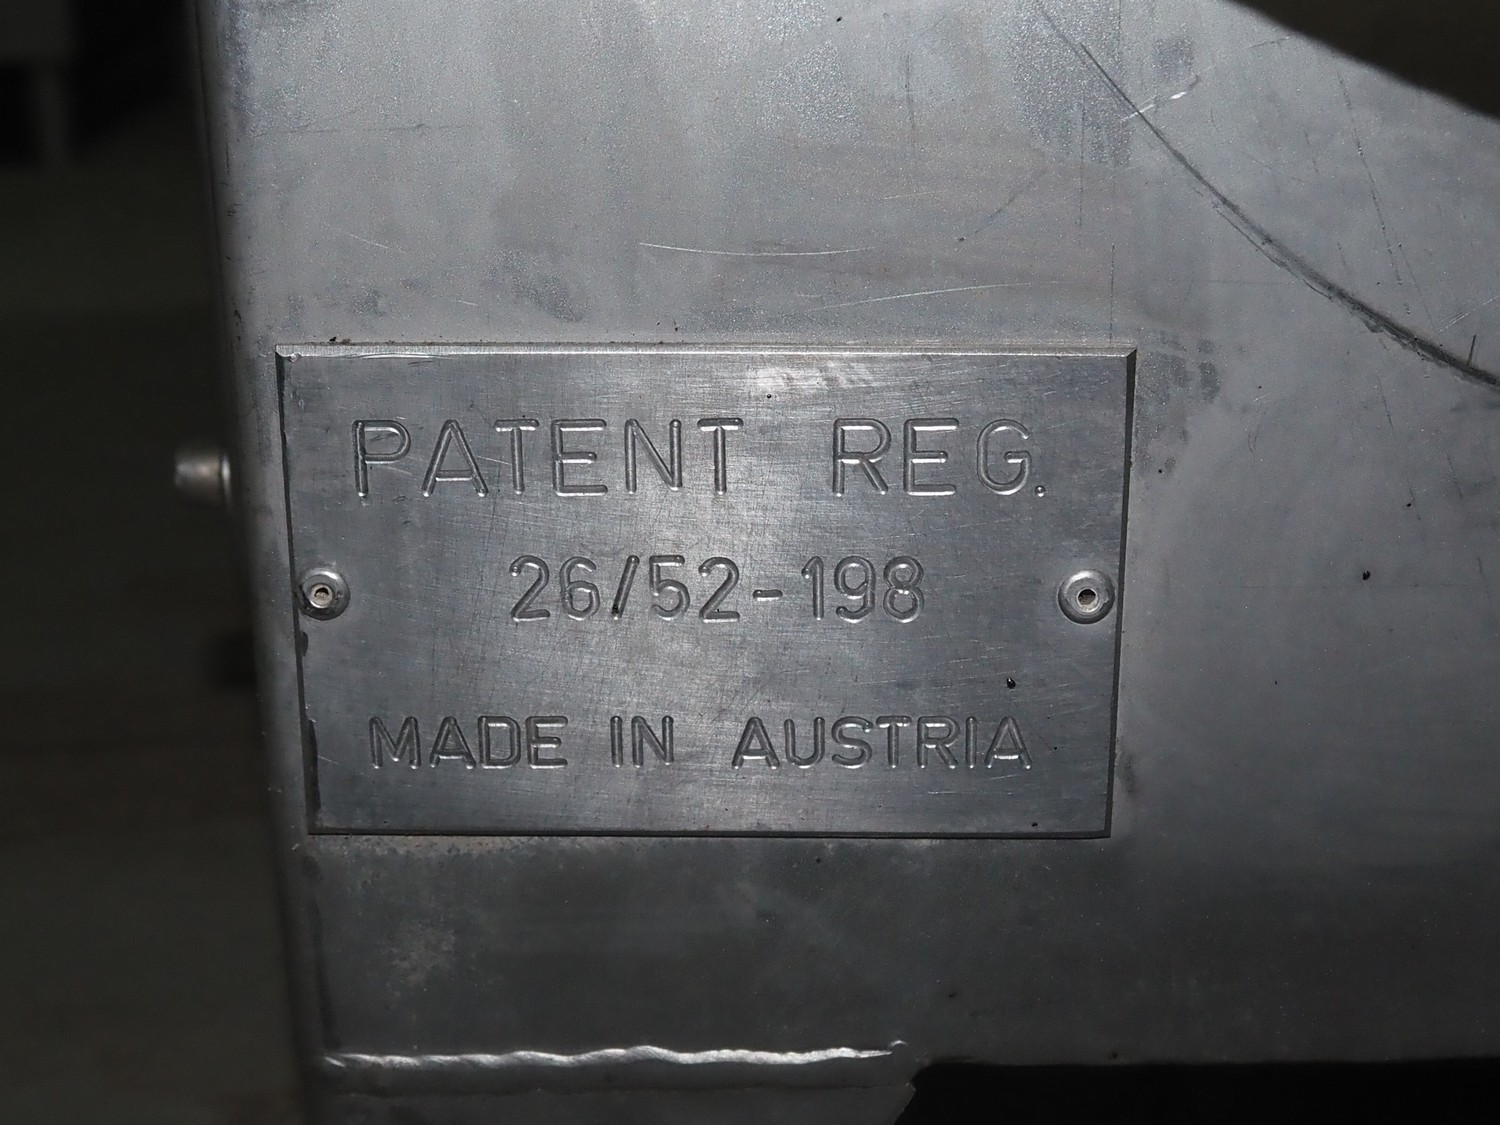 PATENT REG.
26/52-198
MADE IN AUSTRIA